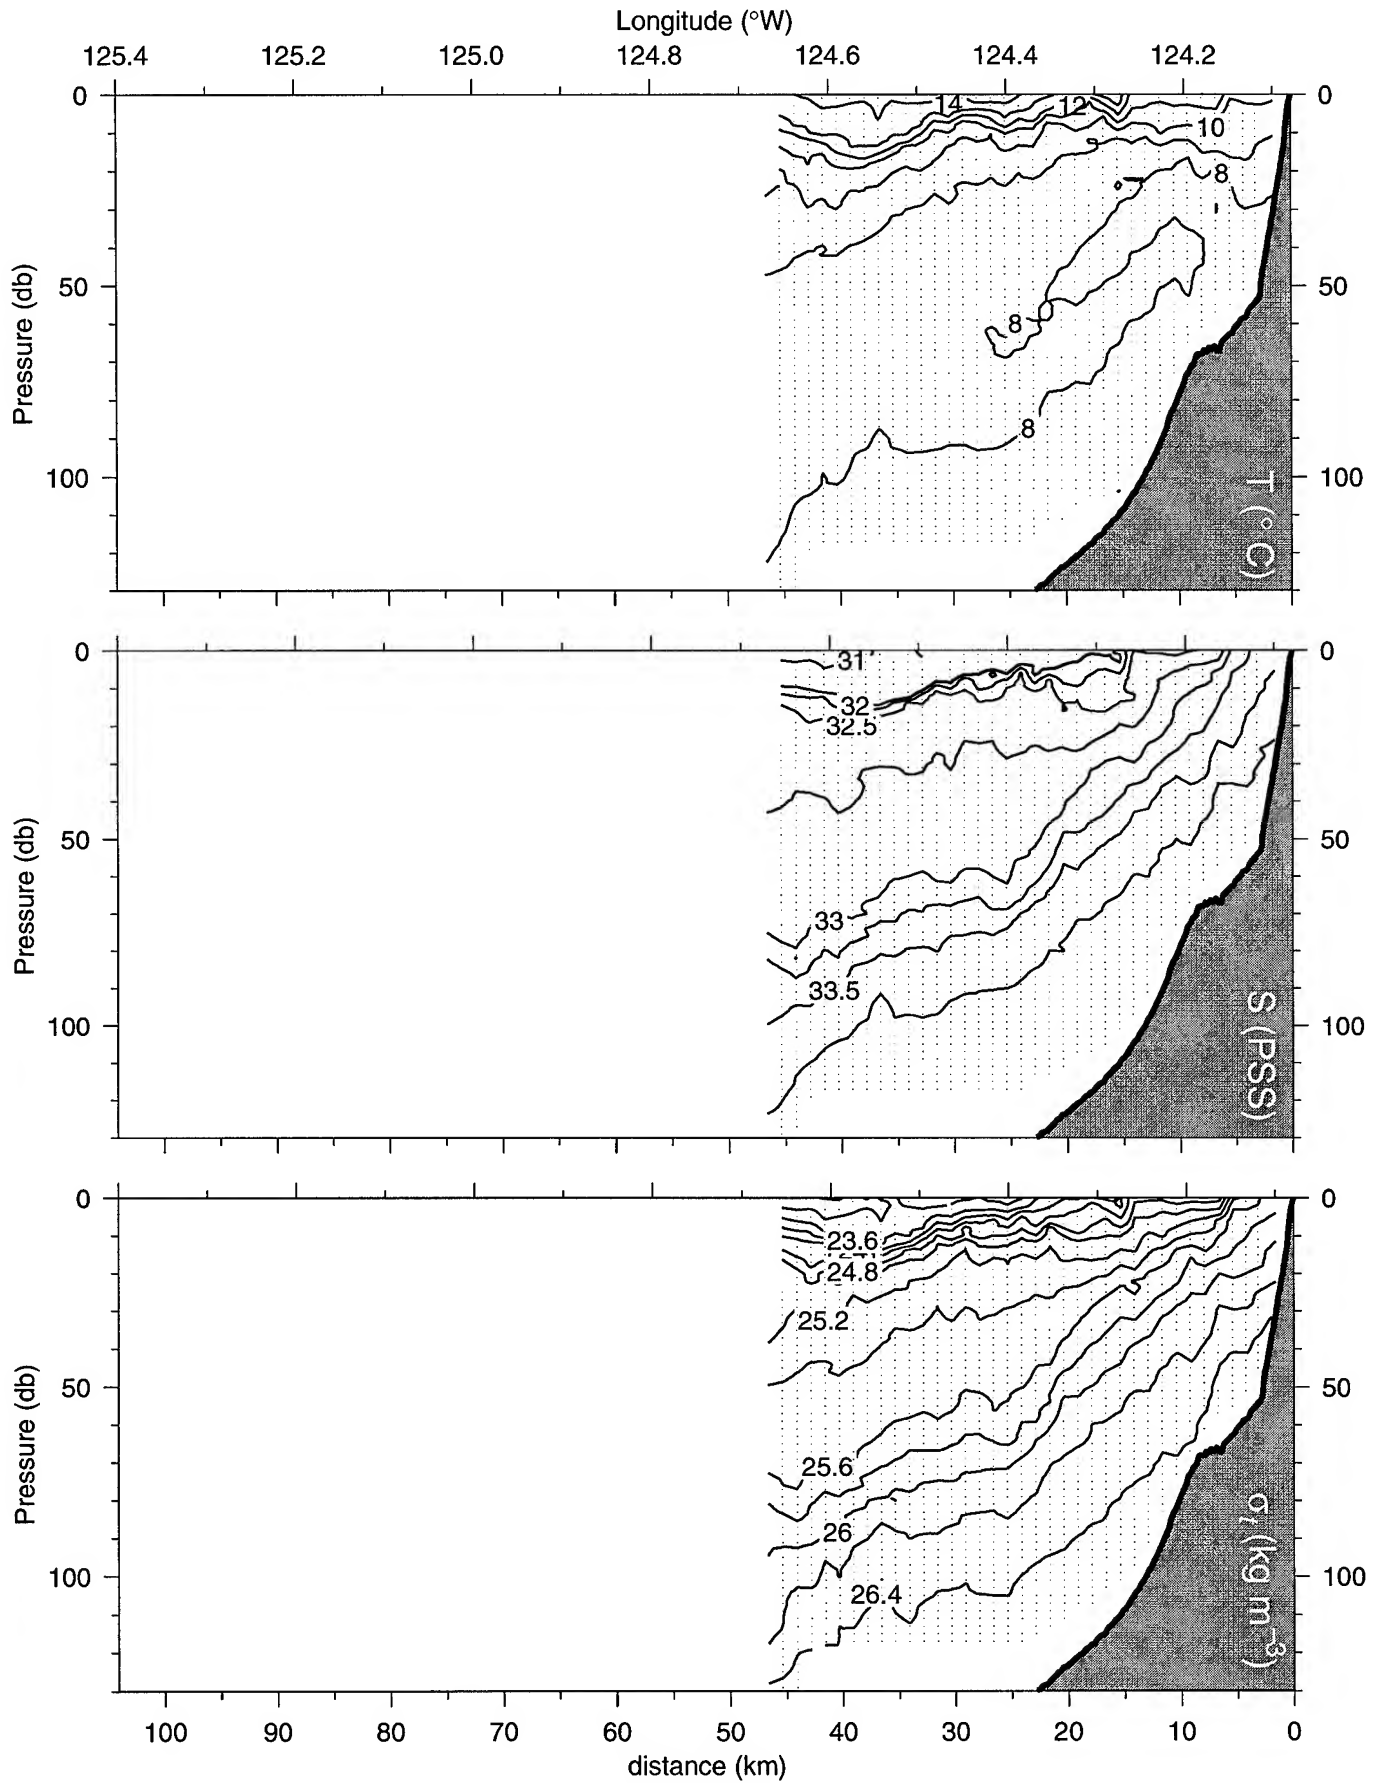 Longitude (°W)
125.4 125.2 125.0 124.8 124.6 124.4 124.2
0 14 12 0
10
8
Pressure (db)
50 50
8
8
100 100
T (° C)
0 31 0
32
32.5
Pressure (db)
50 50
33
33.5
100 100
S (PSS)
0 0
23.6
24.8
25.2
Pressure (db)
50 50
25.6
26
100 26.4 100
σt (kg m⁻³)
100 90 80 70 60 50 40 30 20 10 0
distance (km)